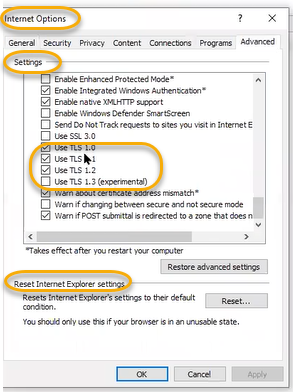 Internet Options
?
General Security Privacy Content Connections Programs Advanced
Settings
Enable Enhanced Protected Mode*
Enable Integrated Windows Authentication*
Enable native XMLHTTP support
Enable Windows Defender SmartScreen
Send Do Not Track requests to sites you visit in Internet E
Use SSL 3.0
Use TLS 1.0
Use TLS 1
Use TLS 1.2
Use TLS 1.3 (experimental)
Warn about certificate address mismatch*
Warn if changing between secure and not secure mode
Warn if POST submittal is redirected to a zone that does n
*Takes effect after you restart your computer
Restore advanced settings
Reset Internet Explorer settings
Resets Internet Explorer's settings to their default
condition.
Reset...
You should only use this if your browser is in an unusable state.
OK Cancel Apply